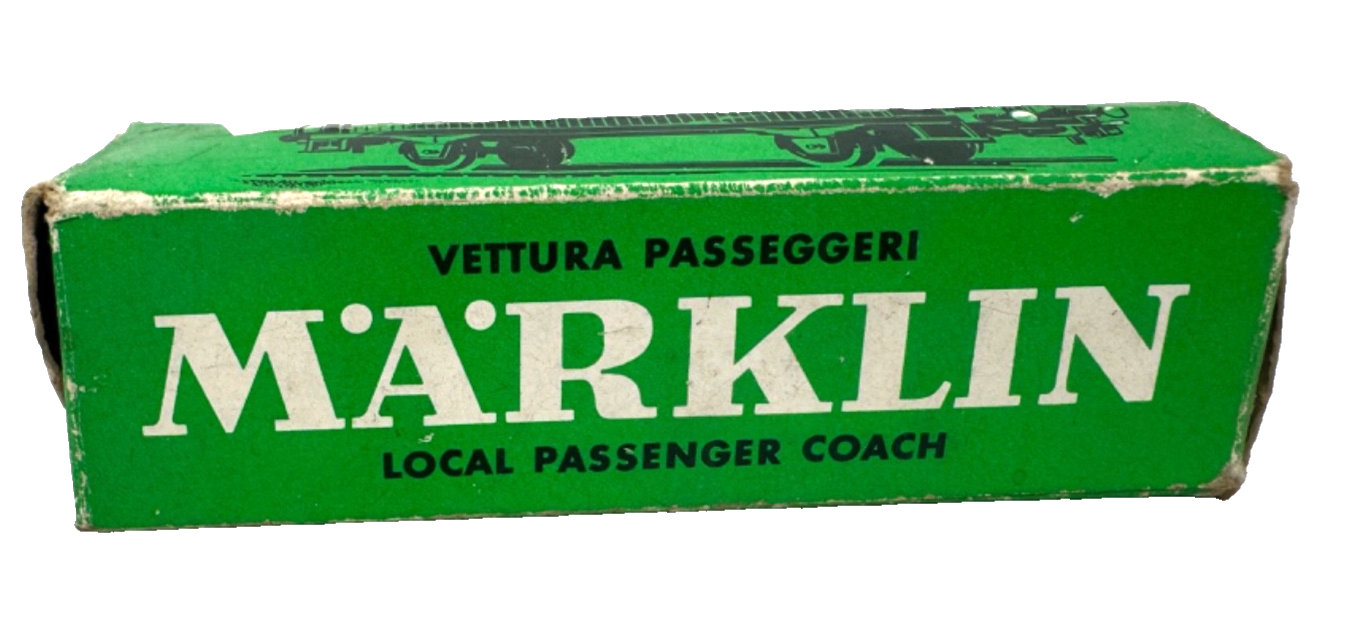 VETTURA PASSEGGERI
MÄRKLIN
LOCAL PASSENGER COACH